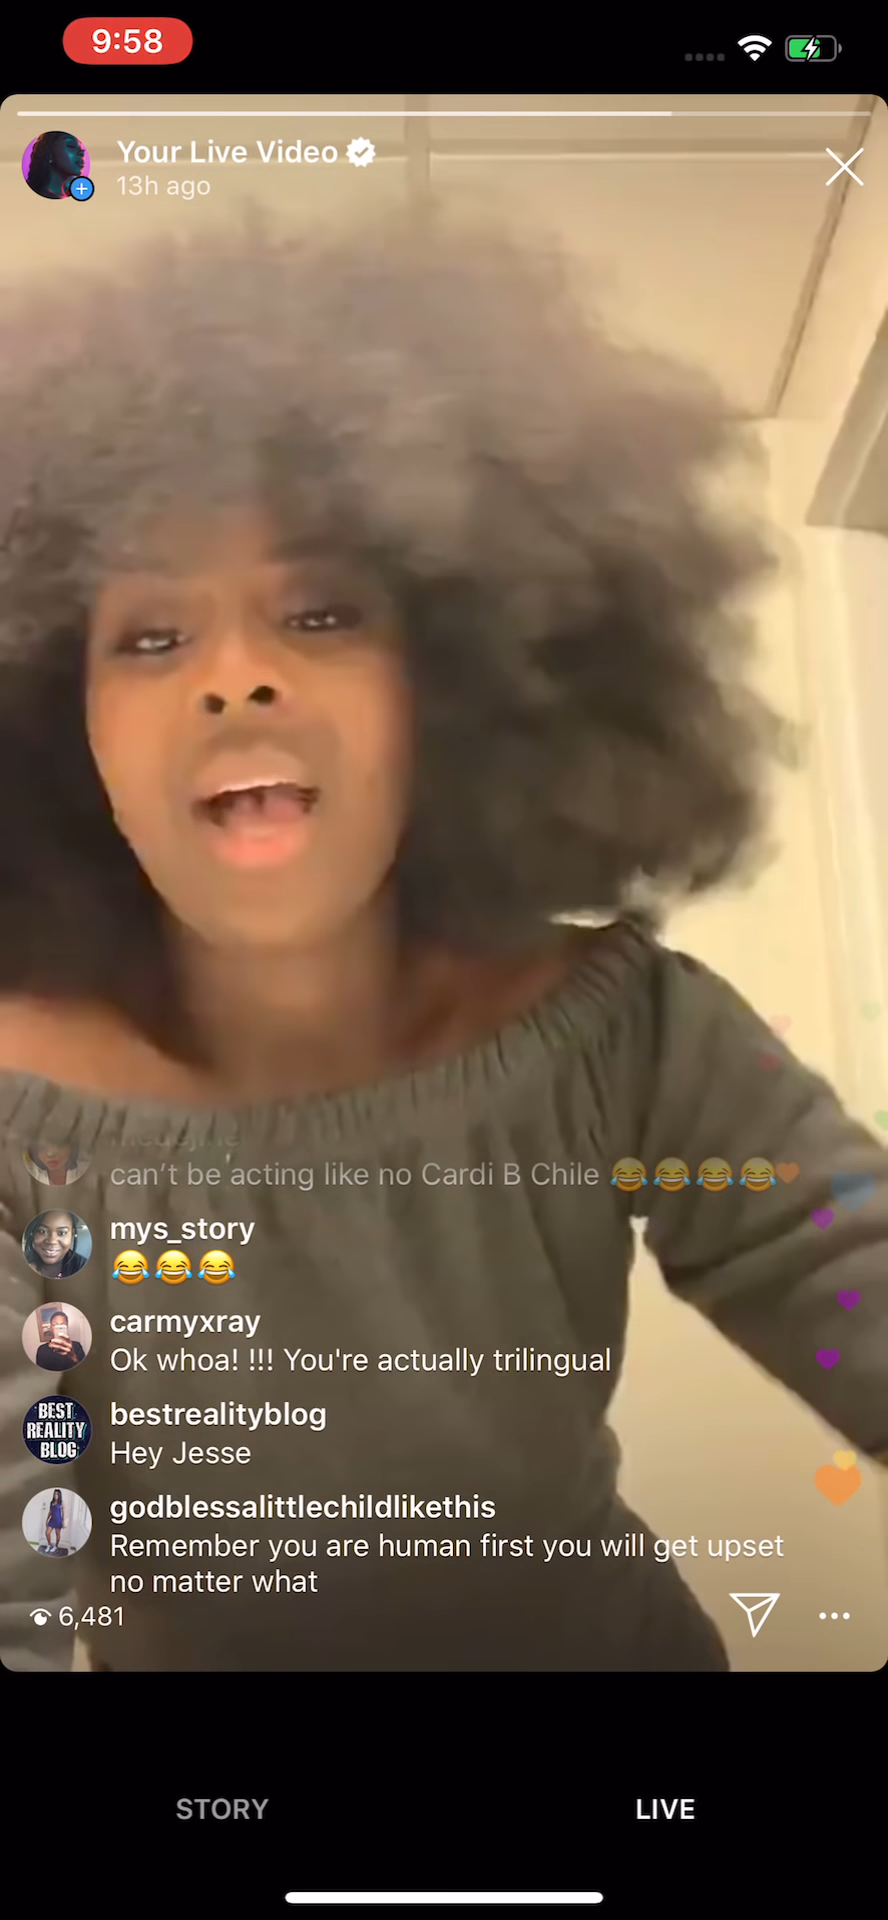 9:58
Your Live Video
13h ago
can't be acting like no Cardi B Chile 😂😂😂😂
mys_story
😂😂😂
carmyxray
Ok whoa! !!! You're actually trilingual
BEST
REALITY
BLOG
bestrealityblog
Hey Jesse
godblessalittlechildlikethis
Remember you are human first you will get upset
no matter what
6,481
STORY
LIVE